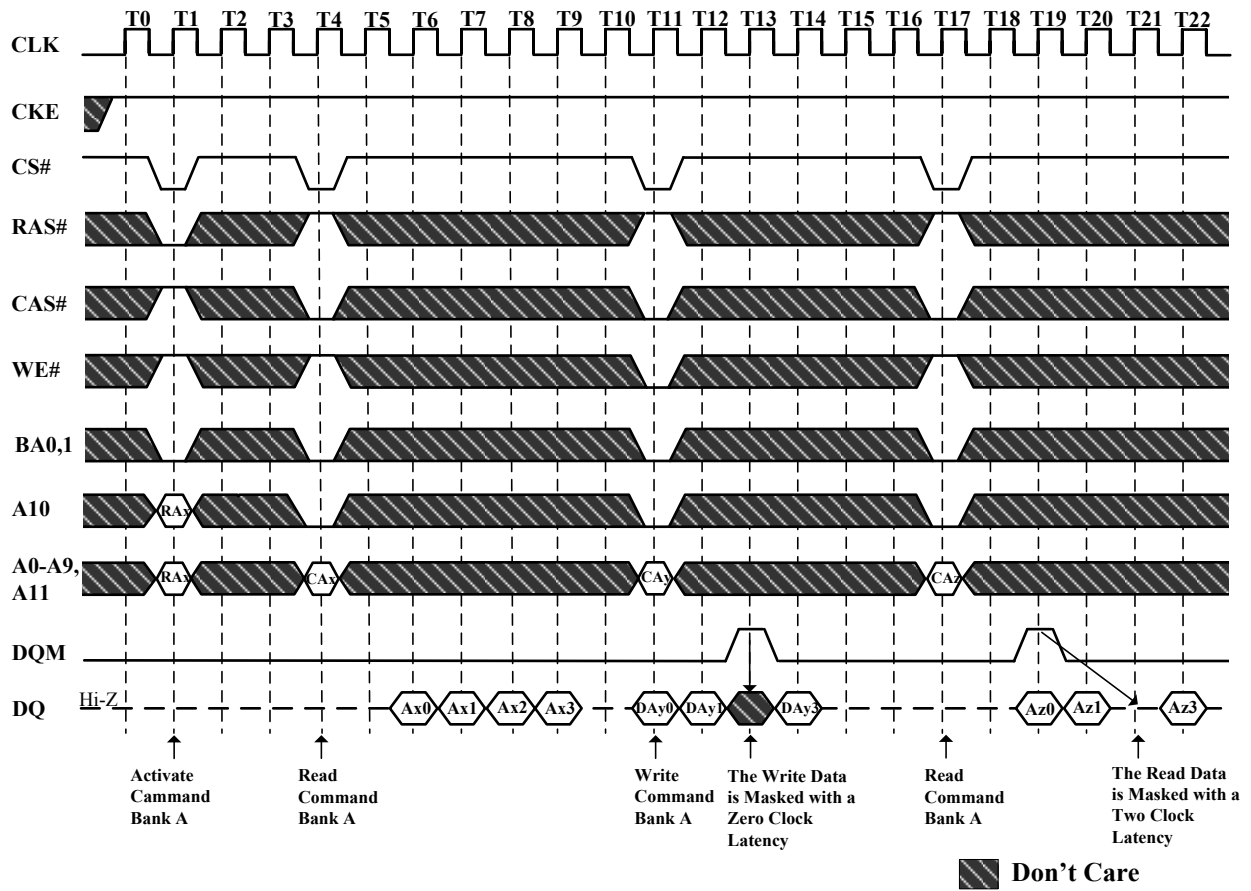 T0 T1 T2 T3 T4 T5 T6 T7 T8 T9 T10 T11 T12 T13 T14 T15 T16 T17 T18 T19 T20 T21 T22
CLK
CKE
CS#
RAS#
CAS#
WE#
BA0,1
A10
RAx
A0-A9,
A11
RAx CAx CAy CAz
DQM
DQ
Hi-Z
Ax0 Ax1 Ax2 Ax3 DAy0 DAy1 DAy3 Az0 Az1 Az3
Activate
Cammand
Bank A
Read
Command
Bank A
Write
Command
Bank A
The Write Data
is Masked with a
Zero Clock
Latency
Read
Command
Bank A
The Read Data
is Masked with a
Two Clock
Latency
Don't Care